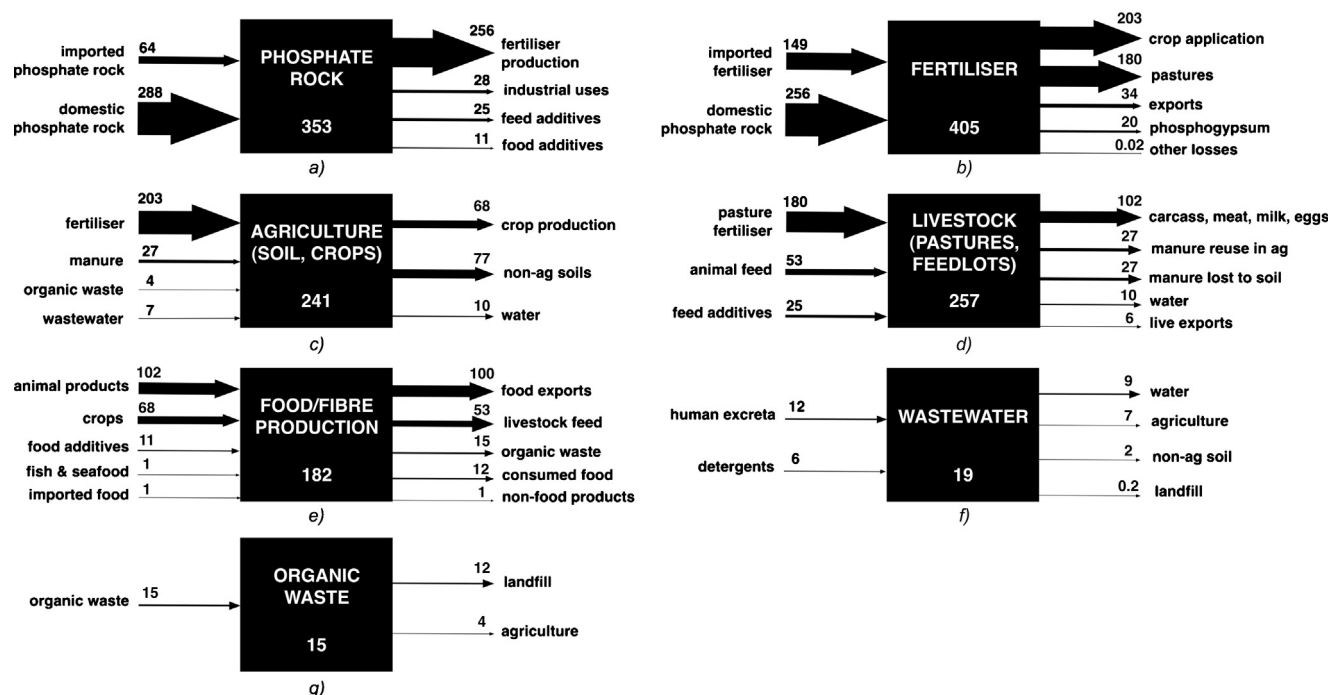 64
imported
phosphate rock
288
domestic
phosphate rock
PHOSPHATE
ROCK
353
256
fertiliser
production
28
industrial uses
25
feed additives
11
food additives
a)
149
imported
fertiliser
256
domestic
phosphate rock
FERTILISER
405
203
crop application
180
pastures
34
exports
20
phosphogypsum
0.02
other losses
b)
203
fertiliser
27
manure
4
organic waste
7
wastewater
AGRICULTURE
(SOIL, CROPS)
241
68
crop production
77
non-ag soils
10
water
c)
180
pasture
fertiliser
53
animal feed
25
feed additives
LIVESTOCK
(PASTURES,
FEEDLOTS)
257
102
carcass, meat, milk, eggs
27
manure reuse in ag
27
manure lost to soil
10
water
6
live exports
d)
102
animal products
68
crops
11
food additives
1
fish & seafood
1
imported food
FOOD/FIBRE
PRODUCTION
182
100
food exports
53
livestock feed
15
organic waste
12
consumed food
1
non-food products
e)
12
human excreta
6
detergents
WASTEWATER
19
9
water
7
agriculture
2
non-ag soil
0.2
landfill
f)
15
organic waste
ORGANIC
WASTE
15
12
landfill
4
agriculture
g)